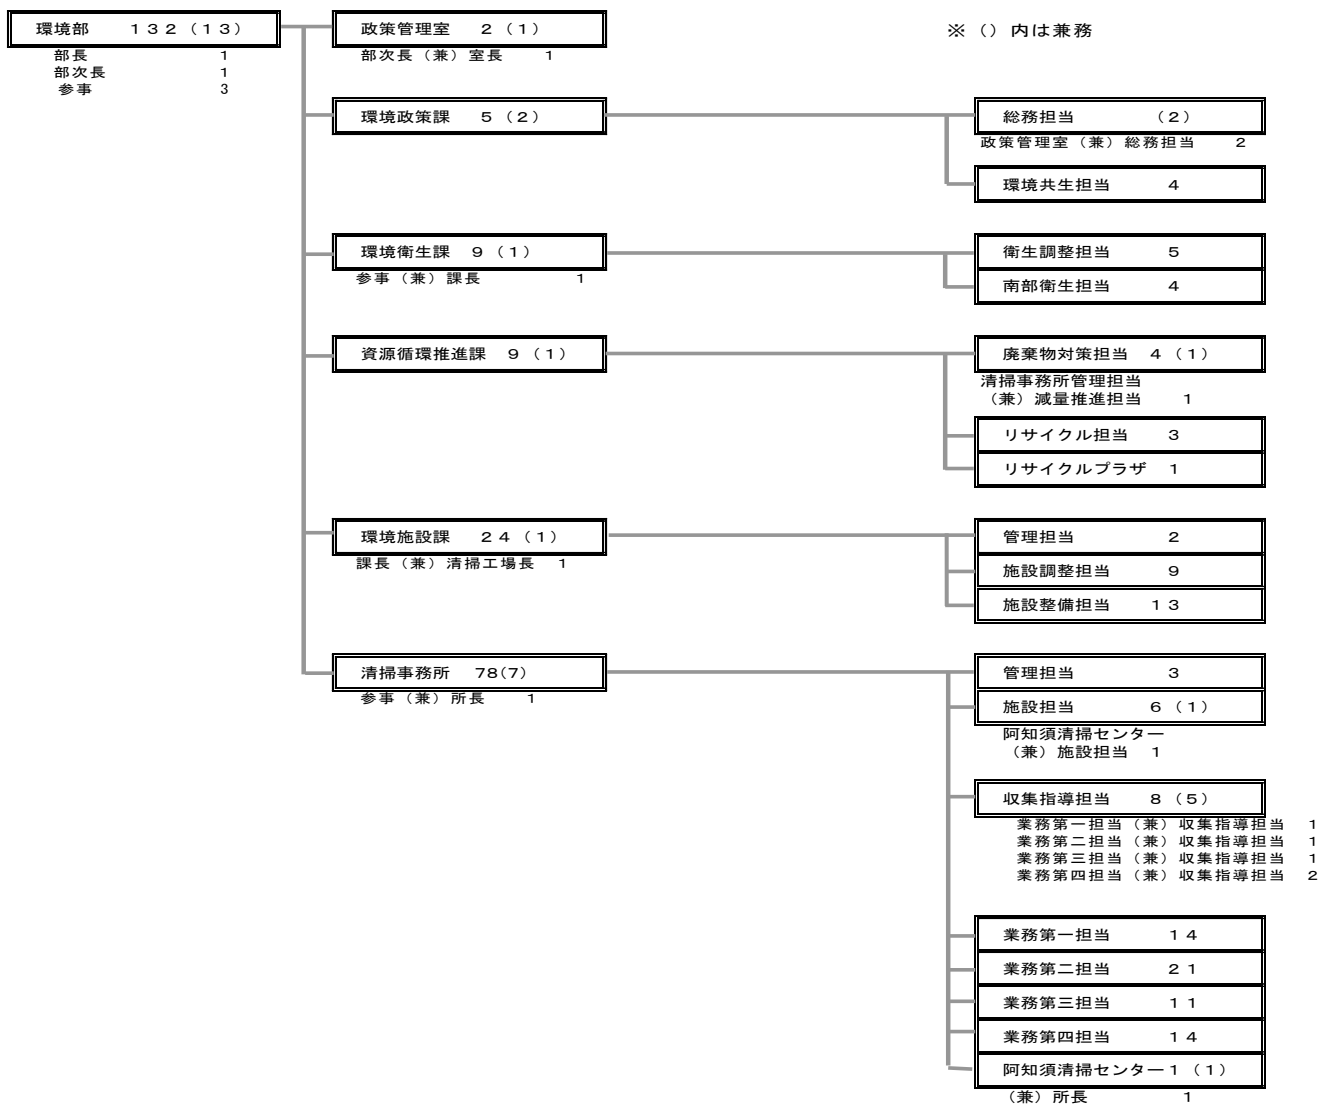 環境部 132(13)
部長 1
部次長 1
参事 3
政策管理室 2(1)
部次長(兼)室長 1
※()内は兼務
環境政策課 5(2)
総務担当 (2)
政策管理室(兼)総務担当 2
環境共生担当 4
環境衛生課 9(1)
参事(兼)課長 1
衛生調整担当 5
南部衛生担当 4
資源循環推進課 9(1)
廃棄物対策担当 4(1)
清掃事務所管理担当
(兼)減量推進担当 1
リサイクル担当 3
リサイクルプラザ 1
環境施設課 24(1)
課長(兼)清掃工場長 1
管理担当 2
施設調整担当 9
施設整備担当 13
清掃事務所 78(7)
参事(兼)所長 1
管理担当 3
施設担当 6(1)
阿知須清掃センター
(兼)施設担当 1
収集指導担当 8(5)
業務第一担当(兼)収集指導担当 1
業務第二担当(兼)収集指導担当 1
業務第三担当(兼)収集指導担当 1
業務第四担当(兼)収集指導担当 2
業務第一担当 14
業務第二担当 21
業務第三担当 11
業務第四担当 14
阿知須清掃センター1(1)
(兼)所長 1